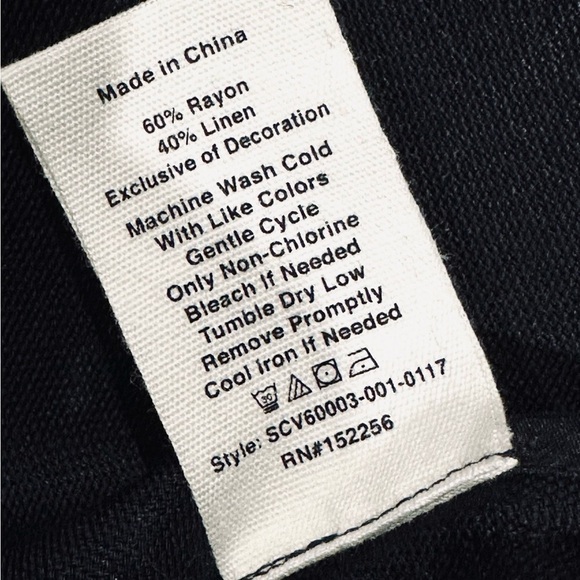 Made in China
60% Rayon
40% Linen
Exclusive of Decoration
Machine Wash Cold
With Like Colors
Gentle Cycle
Only Non-Chlorine
Bleach If Needed
Tumble Dry Low
Remove Promptly
Cool Iron If Needed
30
Style: SCV60003-001-0117
RN#152256